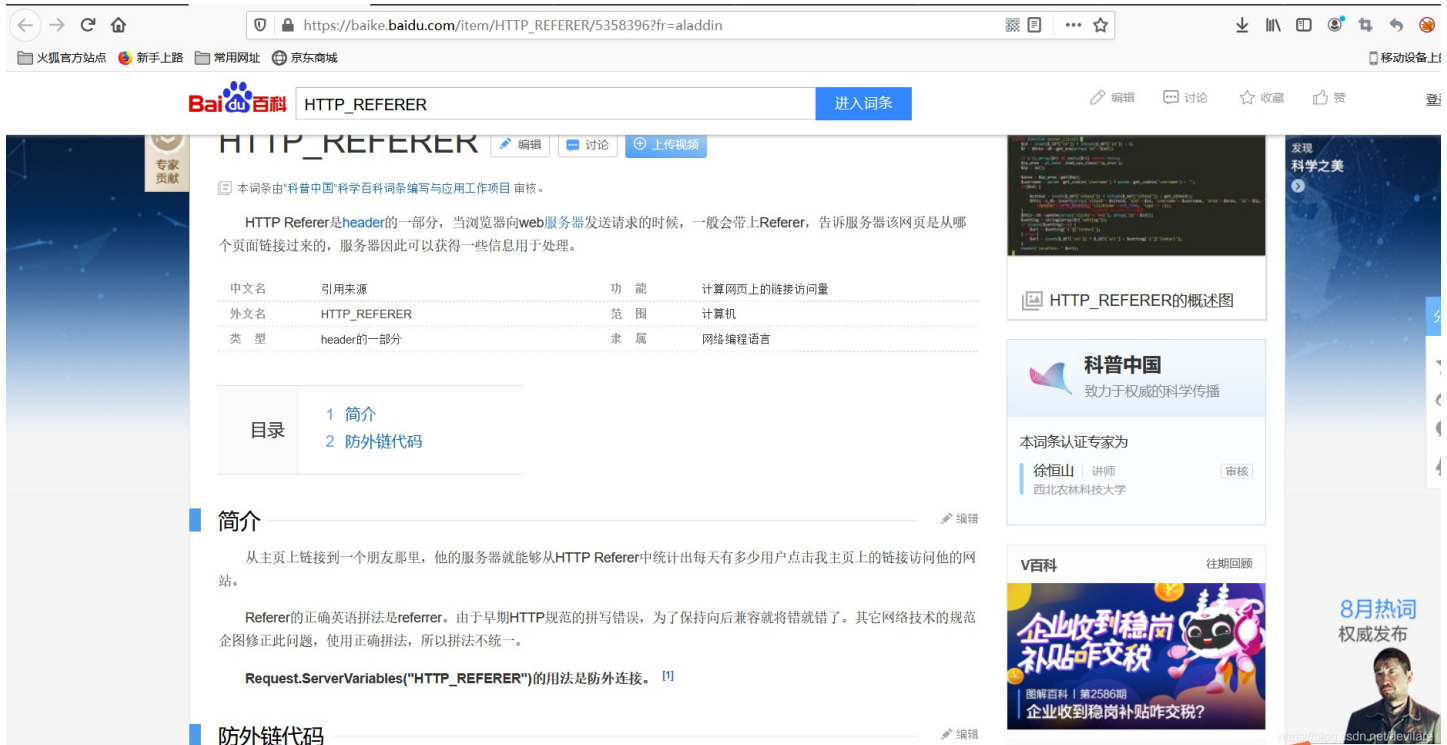 https://baike.baidu.com/item/HTTP_REFERER/5358396?fr=aladdin
火狐官方站点 新手上路 常用网址 京东商城
移动设备上的
Bai du 百科 HTTP_REFERER 进入词条
编辑 讨论 收藏 赞
专家
贡献
HTTP_REFERER 编辑 讨论 上传视频
本词条由"科普中国"科学百科词条编写与应用工作项目 审核。
HTTP Referer是header的一部分，当浏览器向web服务器发送请求的时候，一般会带上Referer，告诉服务器该网页是从哪
个页面链接过来的，服务器因此可以获得一些信息用于处理。
中文名 引用来源 功 能 计算网页上的链接访问量
外文名 HTTP_REFERER 范 围 计算机
类 型 header的一部分 隶 属 网络编程语言
目录
1 简介
2 防外链代码
简介 编辑
从主页上链接到一个朋友那里，他的服务器就能够从HTTP Referer中统计出每天有多少用户点击我主页上的链接访问他的网
站。
Referer的正确英语拼法是referrer。由于早期HTTP规范的拼写错误，为了保持向后兼容就将错就错了。其它网络技术的规范
企图修正此问题，使用正确拼法，所以拼法不统一。
Request.ServerVariables("HTTP_REFERER")的用法是防外连接。 [1]
防外链代码 编辑
HTTP_REFERER的概述图
科普中国
致力于权威的科学传播
本词条认证专家为
徐恒山 讲师 审核
西北农林科技大学
V百科 往期回顾
企业收到稳岗
补贴咋交税
图解百科 | 第2586期
企业收到稳岗补贴咋交税?
发现
科学之美
8月热词
权威发布